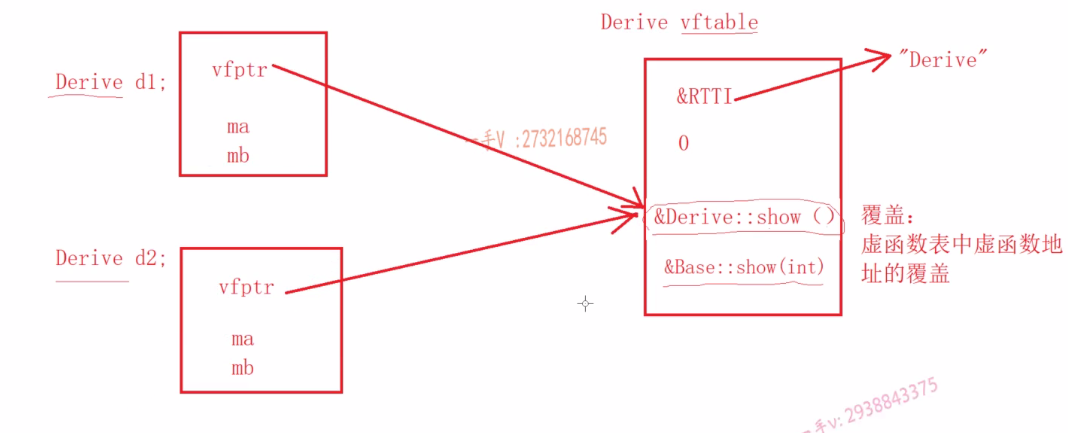 Derive vftable
Derive d1;
vfptr
ma
mb
&RTTI
"Derive"
0
一手V :2732168745
&Derive::show ()
&Base::show(int)
覆盖：
虚函数表中虚函数地
址的覆盖
Derive d2;
vfptr
ma
mb
一手v:2938843375